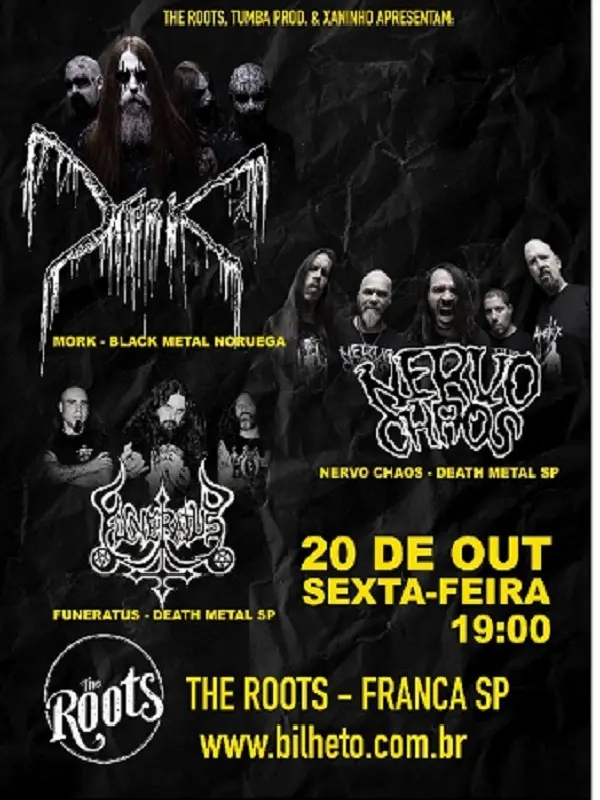 THE ROOTS, TUMBA PROD. & XANINHO APRESENTAM:
MORK
MORK - BLACK METAL NORUEGA
NERVO
CHAOS
NERVO CHAOS - DEATH METAL SP
FUNERATUS
FUNERATUS - DEATH METAL SP
20 DE OUT
SEXTA-FEIRA
19:00
The
Roots
THE ROOTS - FRANCA SP
www.bilheto.com.br